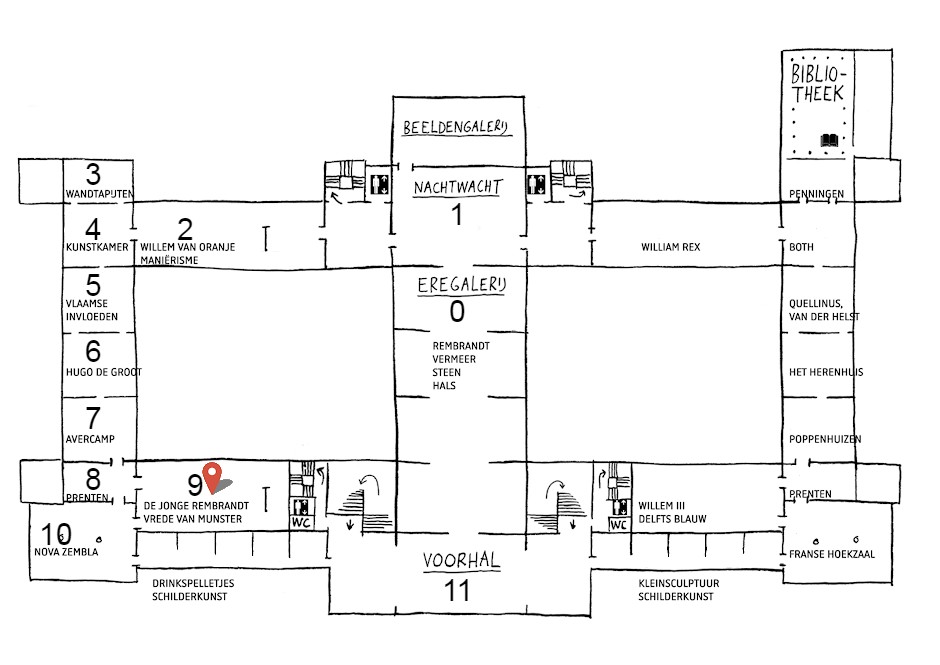 BIBLIO-
THEEK
BEELDENGALERIJ
3
WANDTAPIJTEN
NACHTWACHT
1
PENNINGEN
4
KUNSTKAMER
2
WILLEM VAN ORANJE
MANIËRISME
WILLIAM REX
BOTH
EREGALERIJ
0
5
VLAAMSE
INVLOEDEN
QUELLINUS,
VAN DER HELST
REMBRANDT
VERMEER
STEEN
HALS
6
HUGO DE GROOT
HET HERENHUIS
7
AVERCAMP
POPPENHUIZEN
8
PRENTEN
9
DE JONGE REMBRANDT
VREDE VAN MUNSTER
WC
WC
WILLEM III
DELFTS BLAUW
PRENTEN
10
NOVA ZEMBLA
VOORHAL
11
FRANSE HOEKZAAL
DRINKSPELLETJES
SCHILDERKUNST
KLEINSCULPTUUR
SCHILDERKUNST